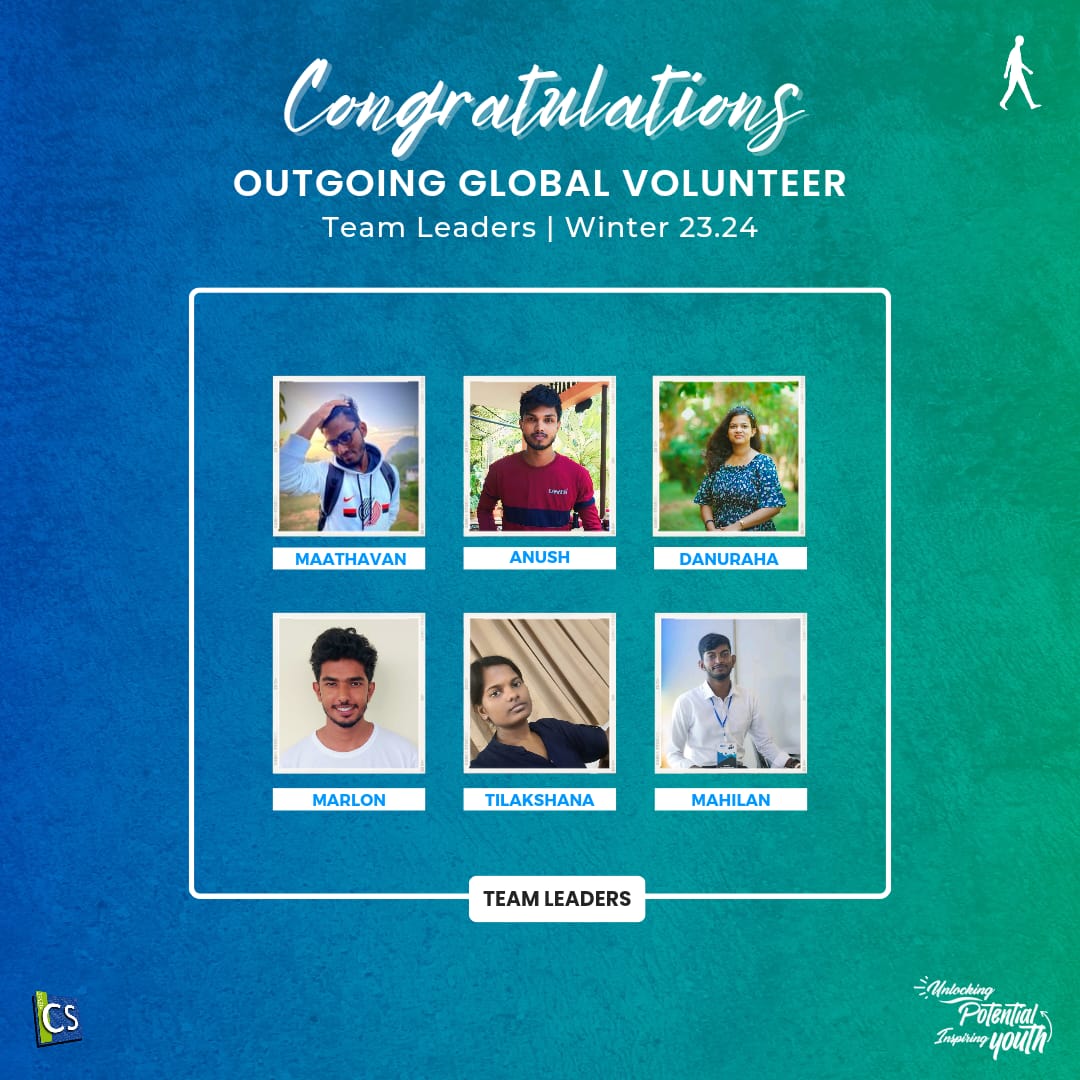 Congratulations
OUTGOING GLOBAL VOLUNTEER
Team Leaders | Winter 23.24
MAATHAVAN
ANUSH
DANURAHA
MARLON
TILAKSHANA
MAHILAN
TEAM LEADERS
CS
Unlocking
Potential
Inspiring youth